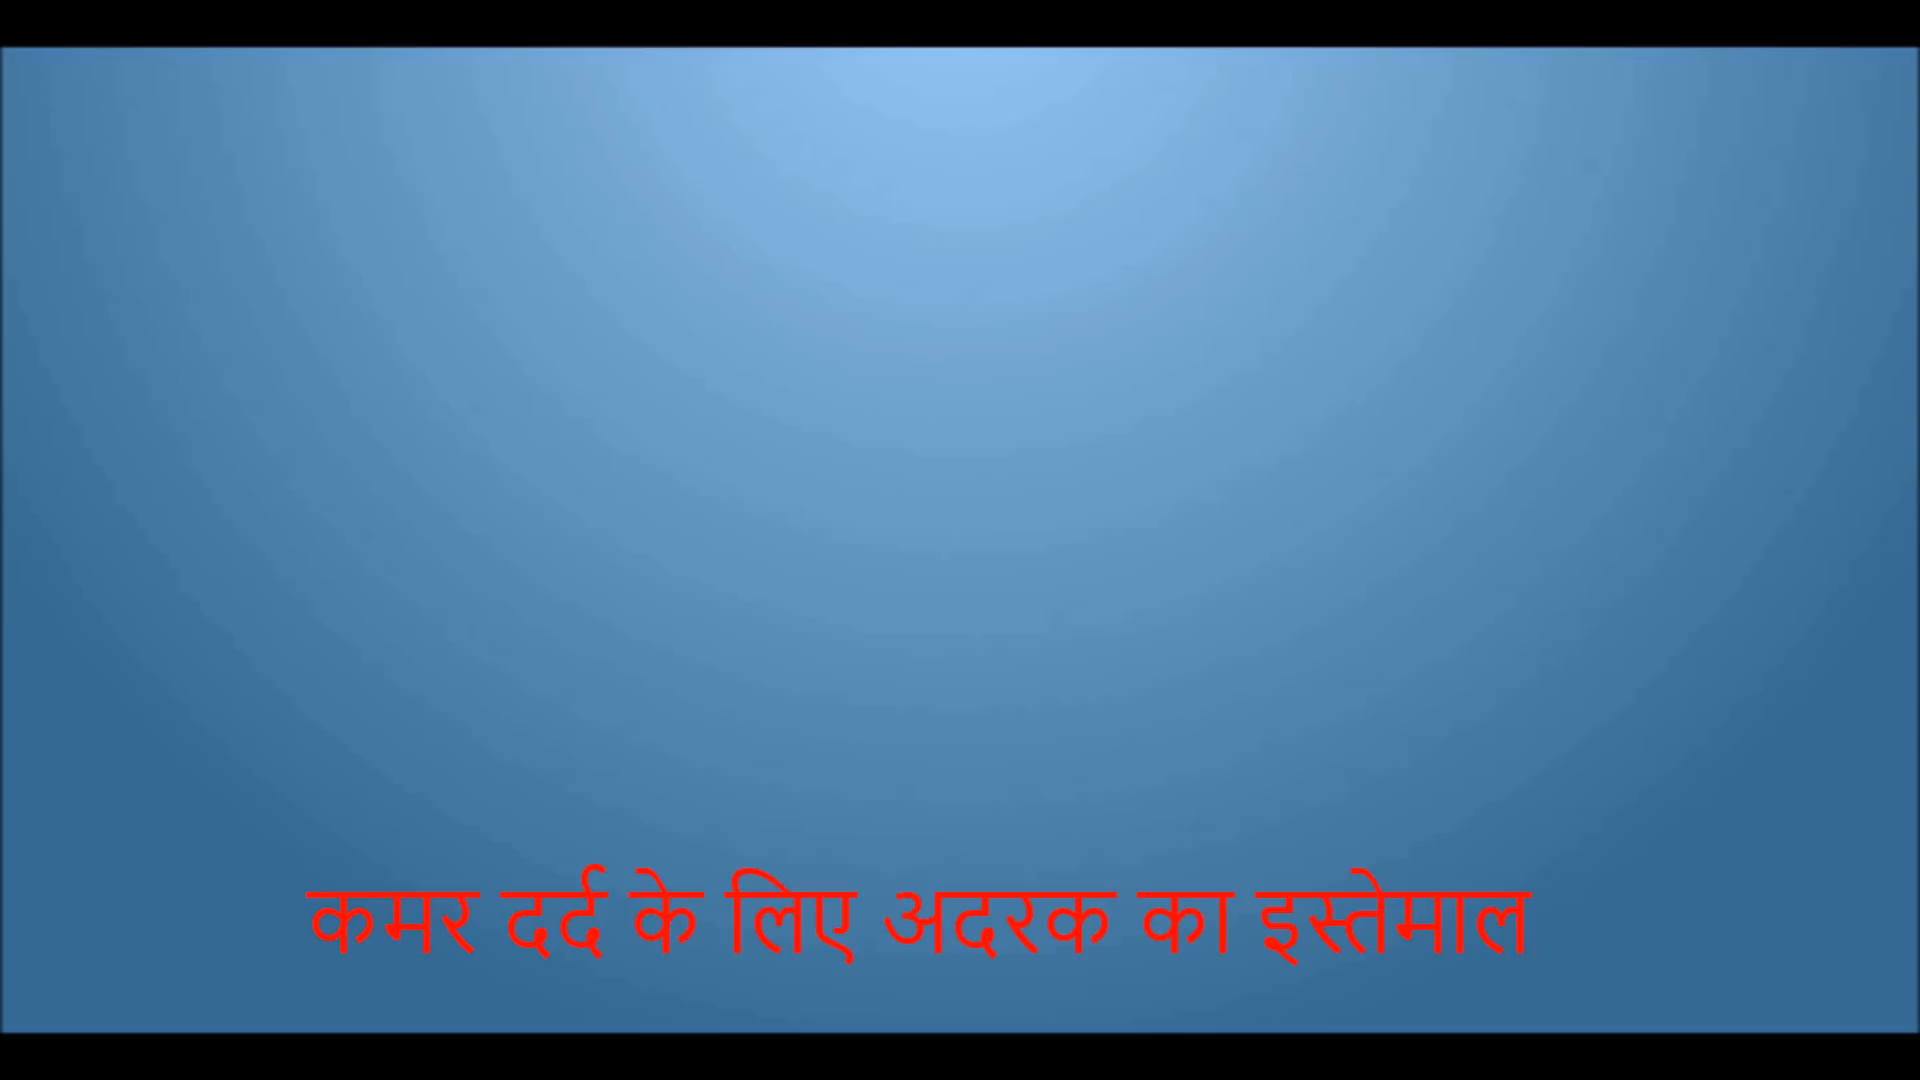 कमर दर्द के लिए अदरक का इस्तेमाल